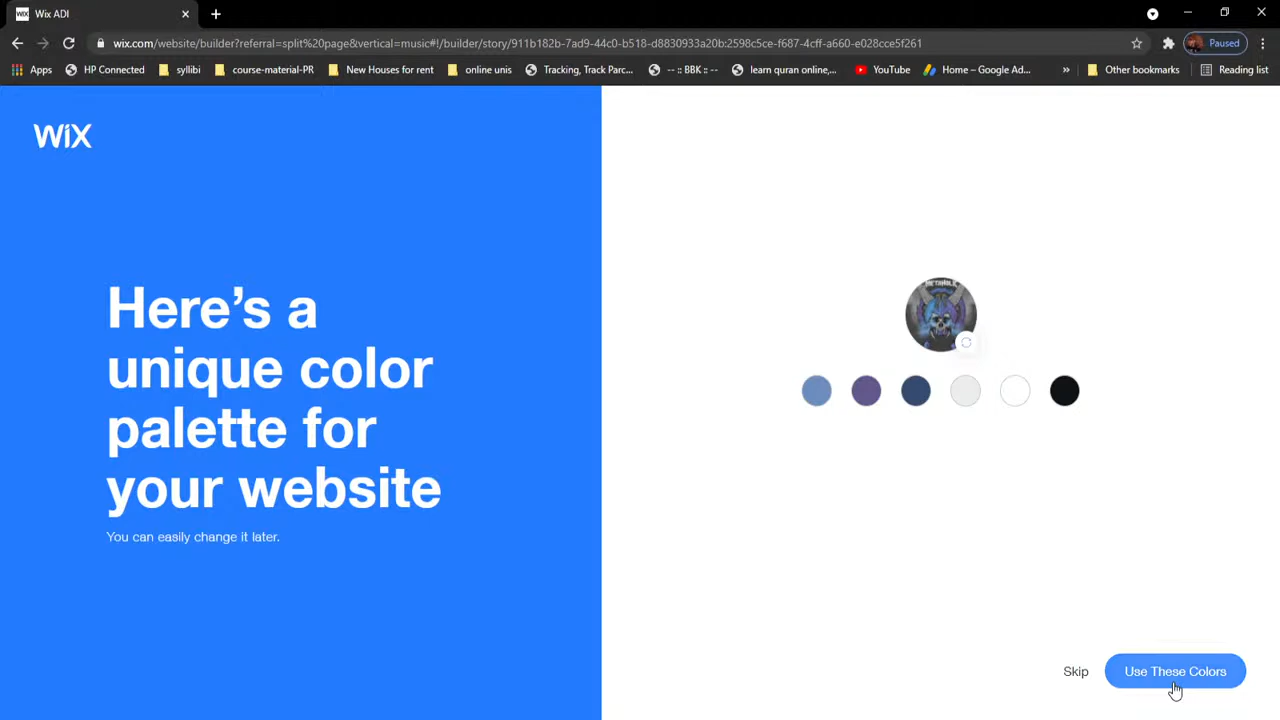 WiX Wix ADI
wix.com/website/builder?referral=split%20page&vertical=music#!/builder/story/911b182b-7ad9-44c0-b518-d8830933a20b:2598c5ce-f687-4cff-a660-e028cce5f261
Paused
Apps HP Connected syllibi course-material-PR New Houses for rent online unis Tracking, Track Parc... -- :: BBK :: -- learn quran online,... YouTube Home – Google Ad... » Other bookmarks Reading list
WiX
Here's a
unique color
palette for
your website
You can easily change it later.
Skip Use These Colors